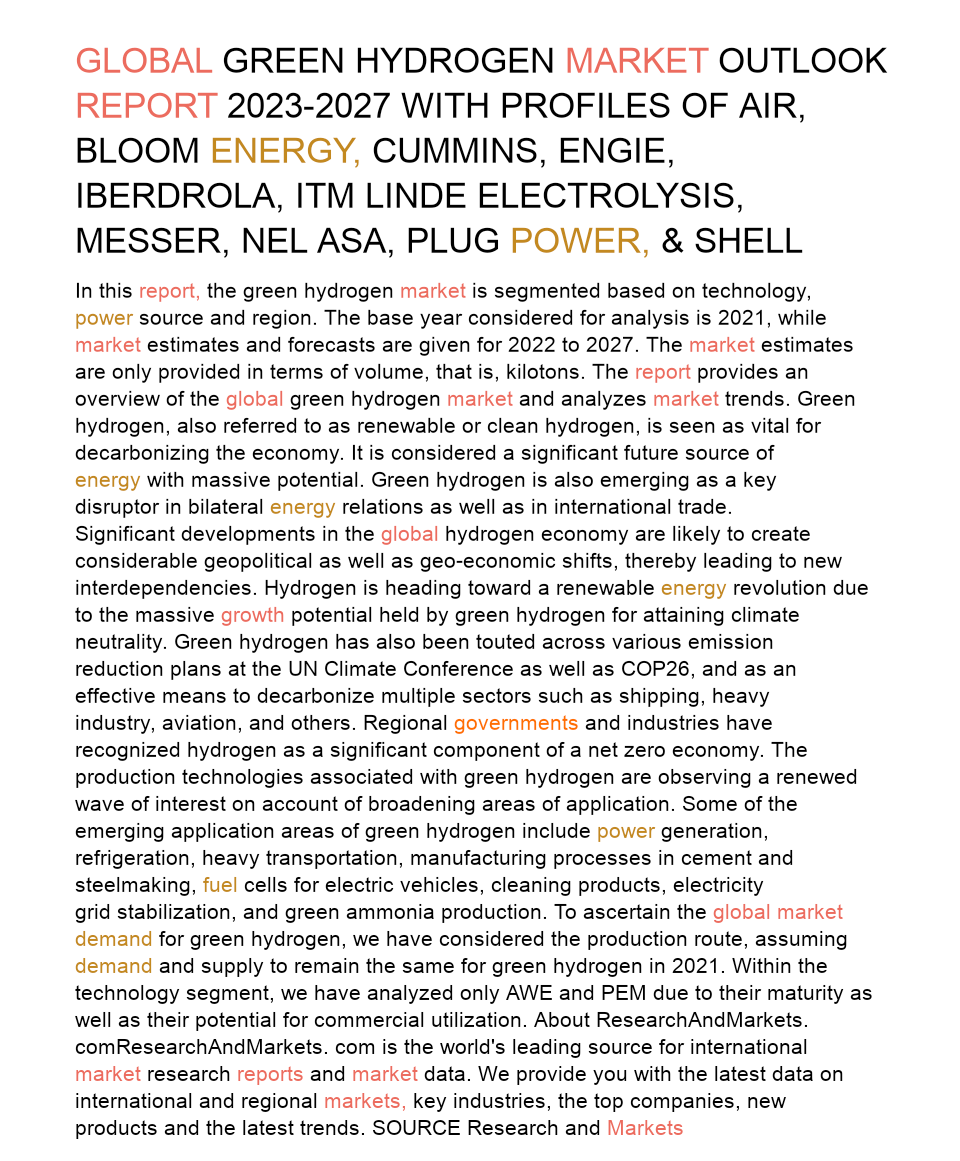 GLOBAL GREEN HYDROGEN MARKET OUTLOOK
REPORT 2023-2027 WITH PROFILES OF AIR,
BLOOM ENERGY, CUMMINS, ENGIE,
IBERDROLA, ITM LINDE ELECTROLYSIS,
MESSER, NEL ASA, PLUG POWER, & SHELL
In this report, the green hydrogen market is segmented based on technology,
power source and region. The base year considered for analysis is 2021, while
market estimates and forecasts are given for 2022 to 2027. The market estimates
are only provided in terms of volume, that is, kilotons. The report provides an
overview of the global green hydrogen market and analyzes market trends. Green
hydrogen, also referred to as renewable or clean hydrogen, is seen as vital for
decarbonizing the economy. It is considered a significant future source of
energy with massive potential. Green hydrogen is also emerging as a key
disruptor in bilateral energy relations as well as in international trade.
Significant developments in the global hydrogen economy are likely to create
considerable geopolitical as well as geo-economic shifts, thereby leading to new
interdependencies. Hydrogen is heading toward a renewable energy revolution due
to the massive growth potential held by green hydrogen for attaining climate
neutrality. Green hydrogen has also been touted across various emission
reduction plans at the UN Climate Conference as well as COP26, and as an
effective means to decarbonize multiple sectors such as shipping, heavy
industry, aviation, and others. Regional governments and industries have
recognized hydrogen as a significant component of a net zero economy. The
production technologies associated with green hydrogen are observing a renewed
wave of interest on account of broadening areas of application. Some of the
emerging application areas of green hydrogen include power generation,
refrigeration, heavy transportation, manufacturing processes in cement and
steelmaking, fuel cells for electric vehicles, cleaning products, electricity
grid stabilization, and green ammonia production. To ascertain the global market
demand for green hydrogen, we have considered the production route, assuming
demand and supply to remain the same for green hydrogen in 2021. Within the
technology segment, we have analyzed only AWE and PEM due to their maturity as
well as their potential for commercial utilization. About ResearchAndMarkets.
comResearchAndMarkets. com is the world's leading source for international
market research reports and market data. We provide you with the latest data on
international and regional markets, key industries, the top companies, new
products and the latest trends. SOURCE Research and Markets